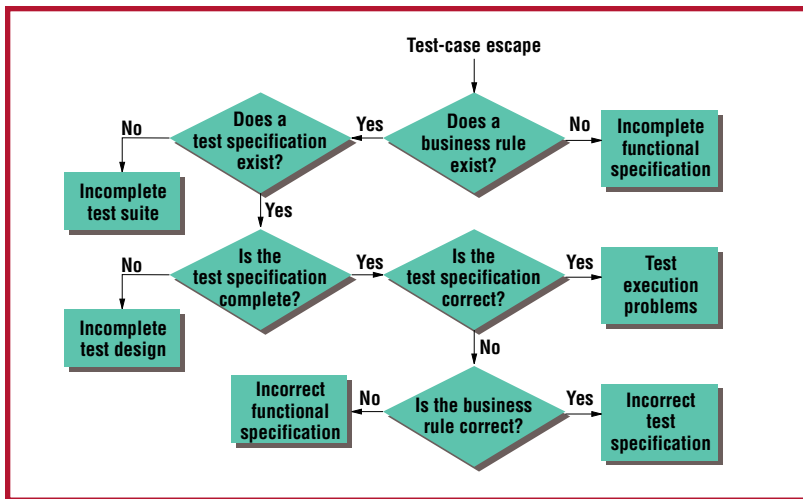 Test-case escape
Does a
business rule
exist?
No
Incomplete
functional
specification
Yes
Does a
test specification
exist?
No
Incomplete
test suite
Yes
Is the
test specification
complete?
No
Incomplete
test design
Yes
Is the
test specification
correct?
Yes
Test
execution
problems
No
Is the business
rule correct?
No
Incorrect
functional
specification
Yes
Incorrect
test
specification